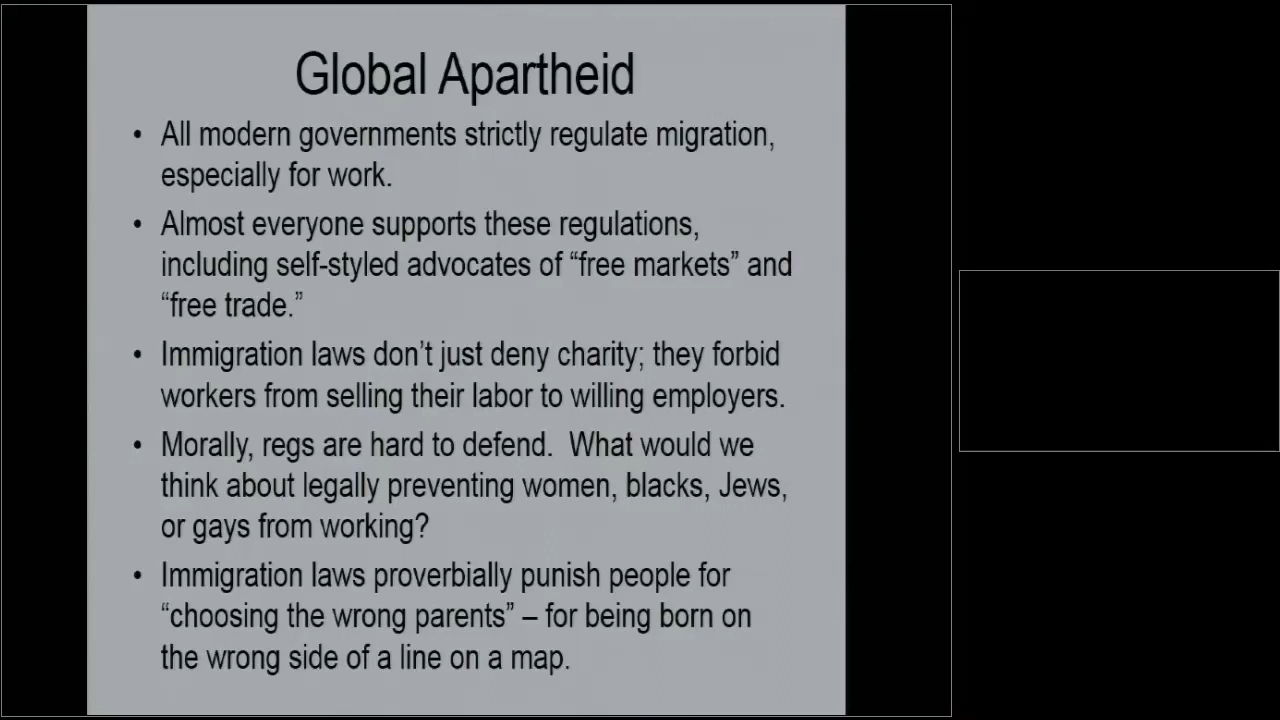 Global Apartheid
• All modern governments strictly regulate migration,
especially for work.
• Almost everyone supports these regulations,
including self-styled advocates of “free markets” and
“free trade.”
• Immigration laws don’t just deny charity; they forbid
workers from selling their labor to willing employers.
• Morally, regs are hard to defend.  What would we
think about legally preventing women, blacks, Jews,
or gays from working?
• Immigration laws proverbially punish people for
“choosing the wrong parents” – for being born on
the wrong side of a line on a map.